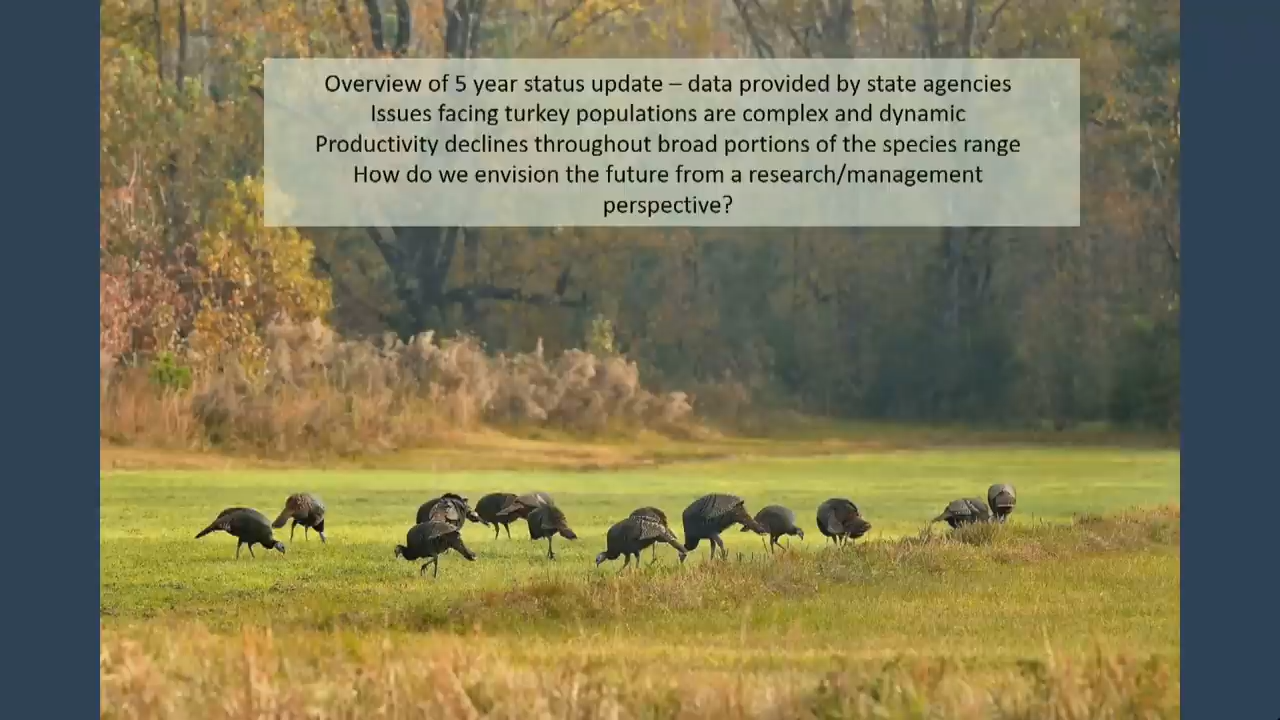 Overview of 5 year status update – data provided by state agencies
Issues facing turkey populations are complex and dynamic
Productivity declines throughout broad portions of the species range
How do we envision the future from a research/management
perspective?